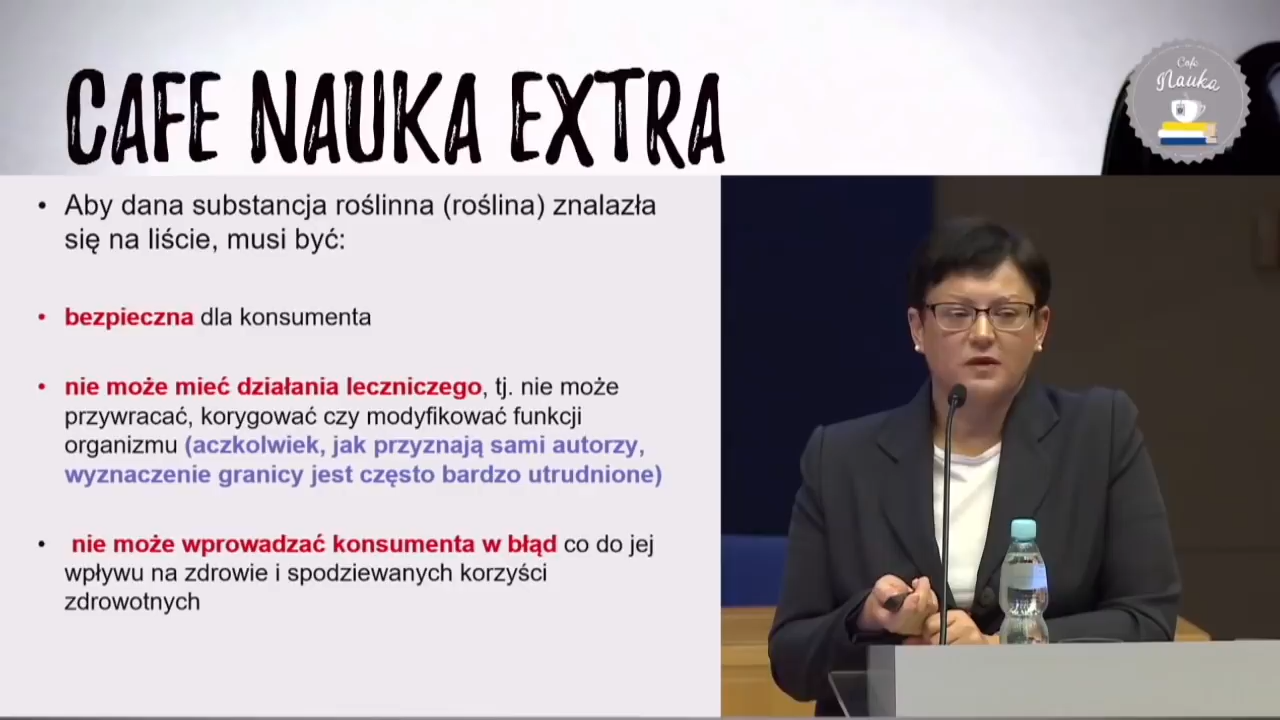 CAFE NAUKA EXTRA
Cafe
Nauka
• Aby dana substancja roślinna (roślina) znalazła
się na liście, musi być:
• bezpieczna dla konsumenta
• nie może mieć działania leczniczego, tj. nie może
przywracać, korygować czy modyfikować funkcji
organizmu (aczkolwiek, jak przyznają sami autorzy,
wyznaczenie granicy jest często bardzo utrudnione)
• nie może wprowadzać konsumenta w błąd co do jej
wpływu na zdrowie i spodziewanych korzyści
zdrowotnych